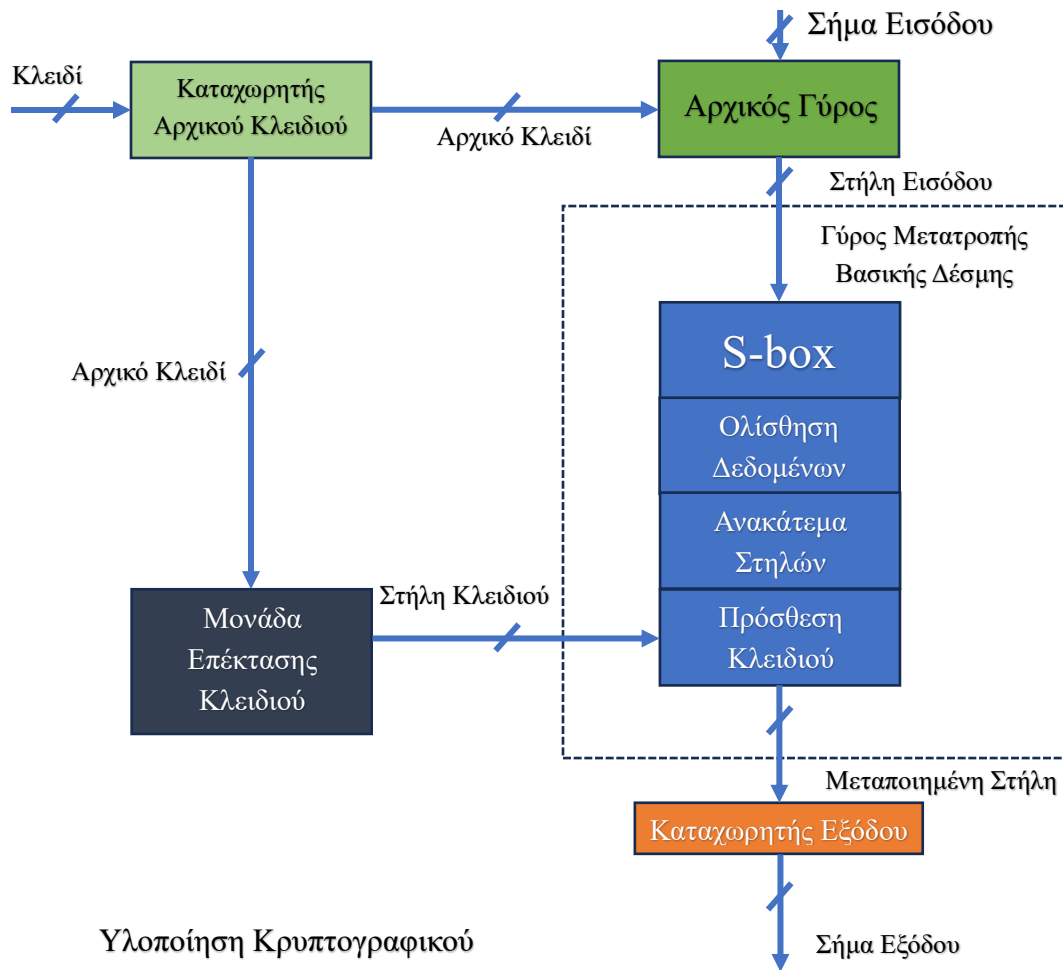 Σήμα Εισόδου
Κλειδί
Καταχωρητής
Αρχικού Κλειδιού
Αρχικό Κλειδί
Αρχικός Γύρος
Στήλη Εισόδου
Γύρος Μετατροπής
Βασικής Δέσμης
S-box
Αρχικό Κλειδί
Ολίσθηση
Δεδομένων
Ανακάτεμα
Στηλών
Στήλη Κλειδιού
Μονάδα
Επέκτασης
Κλειδιού
Πρόσθεση
Κλειδιού
Μεταποιημένη Στήλη
Καταχωρητής Εξόδου
Υλοποίηση Κρυπτογραφικού
Σήμα Εξόδου